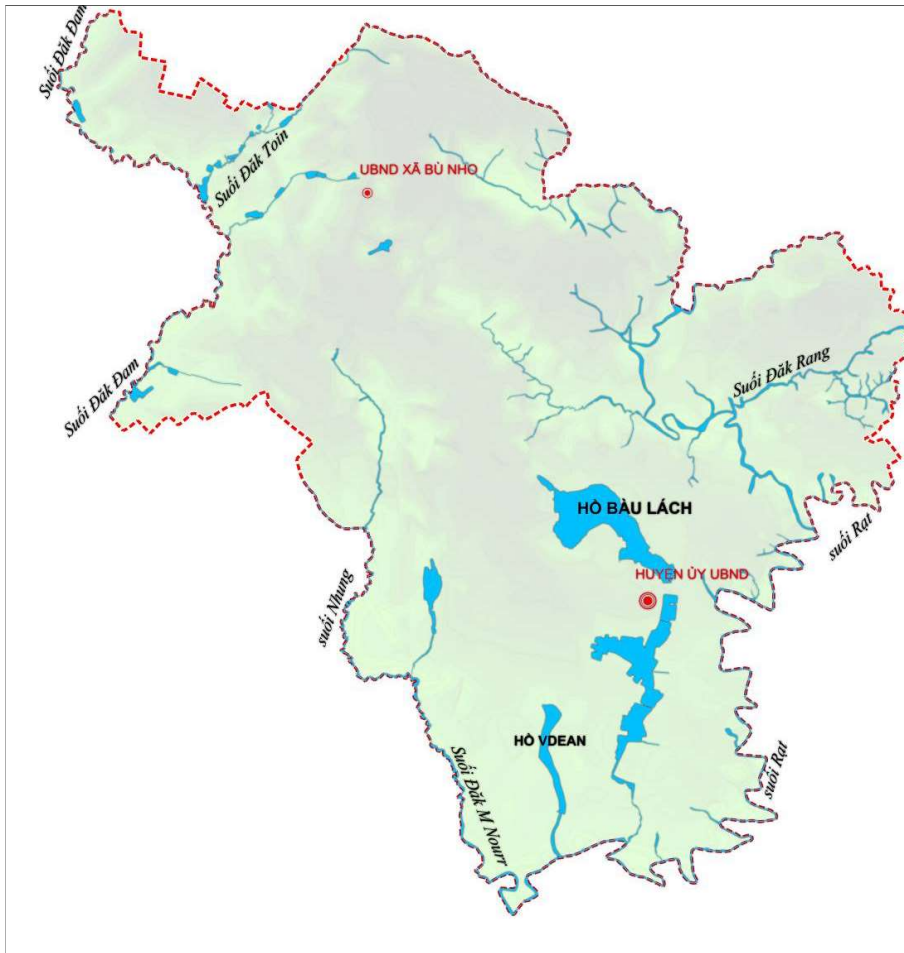 Suối Đăk Đam
Suối Đăk Toin
UBND XÃ BÙ NHO
Suối Đăk Đam
Suối Đăk Rang
HỒ BÀU LÁCH
suối Rạt
HUYỆN ỦY UBND
suối Nhung
HỒ VDEAN
suối Rạt
Suối Đăk M Nourr